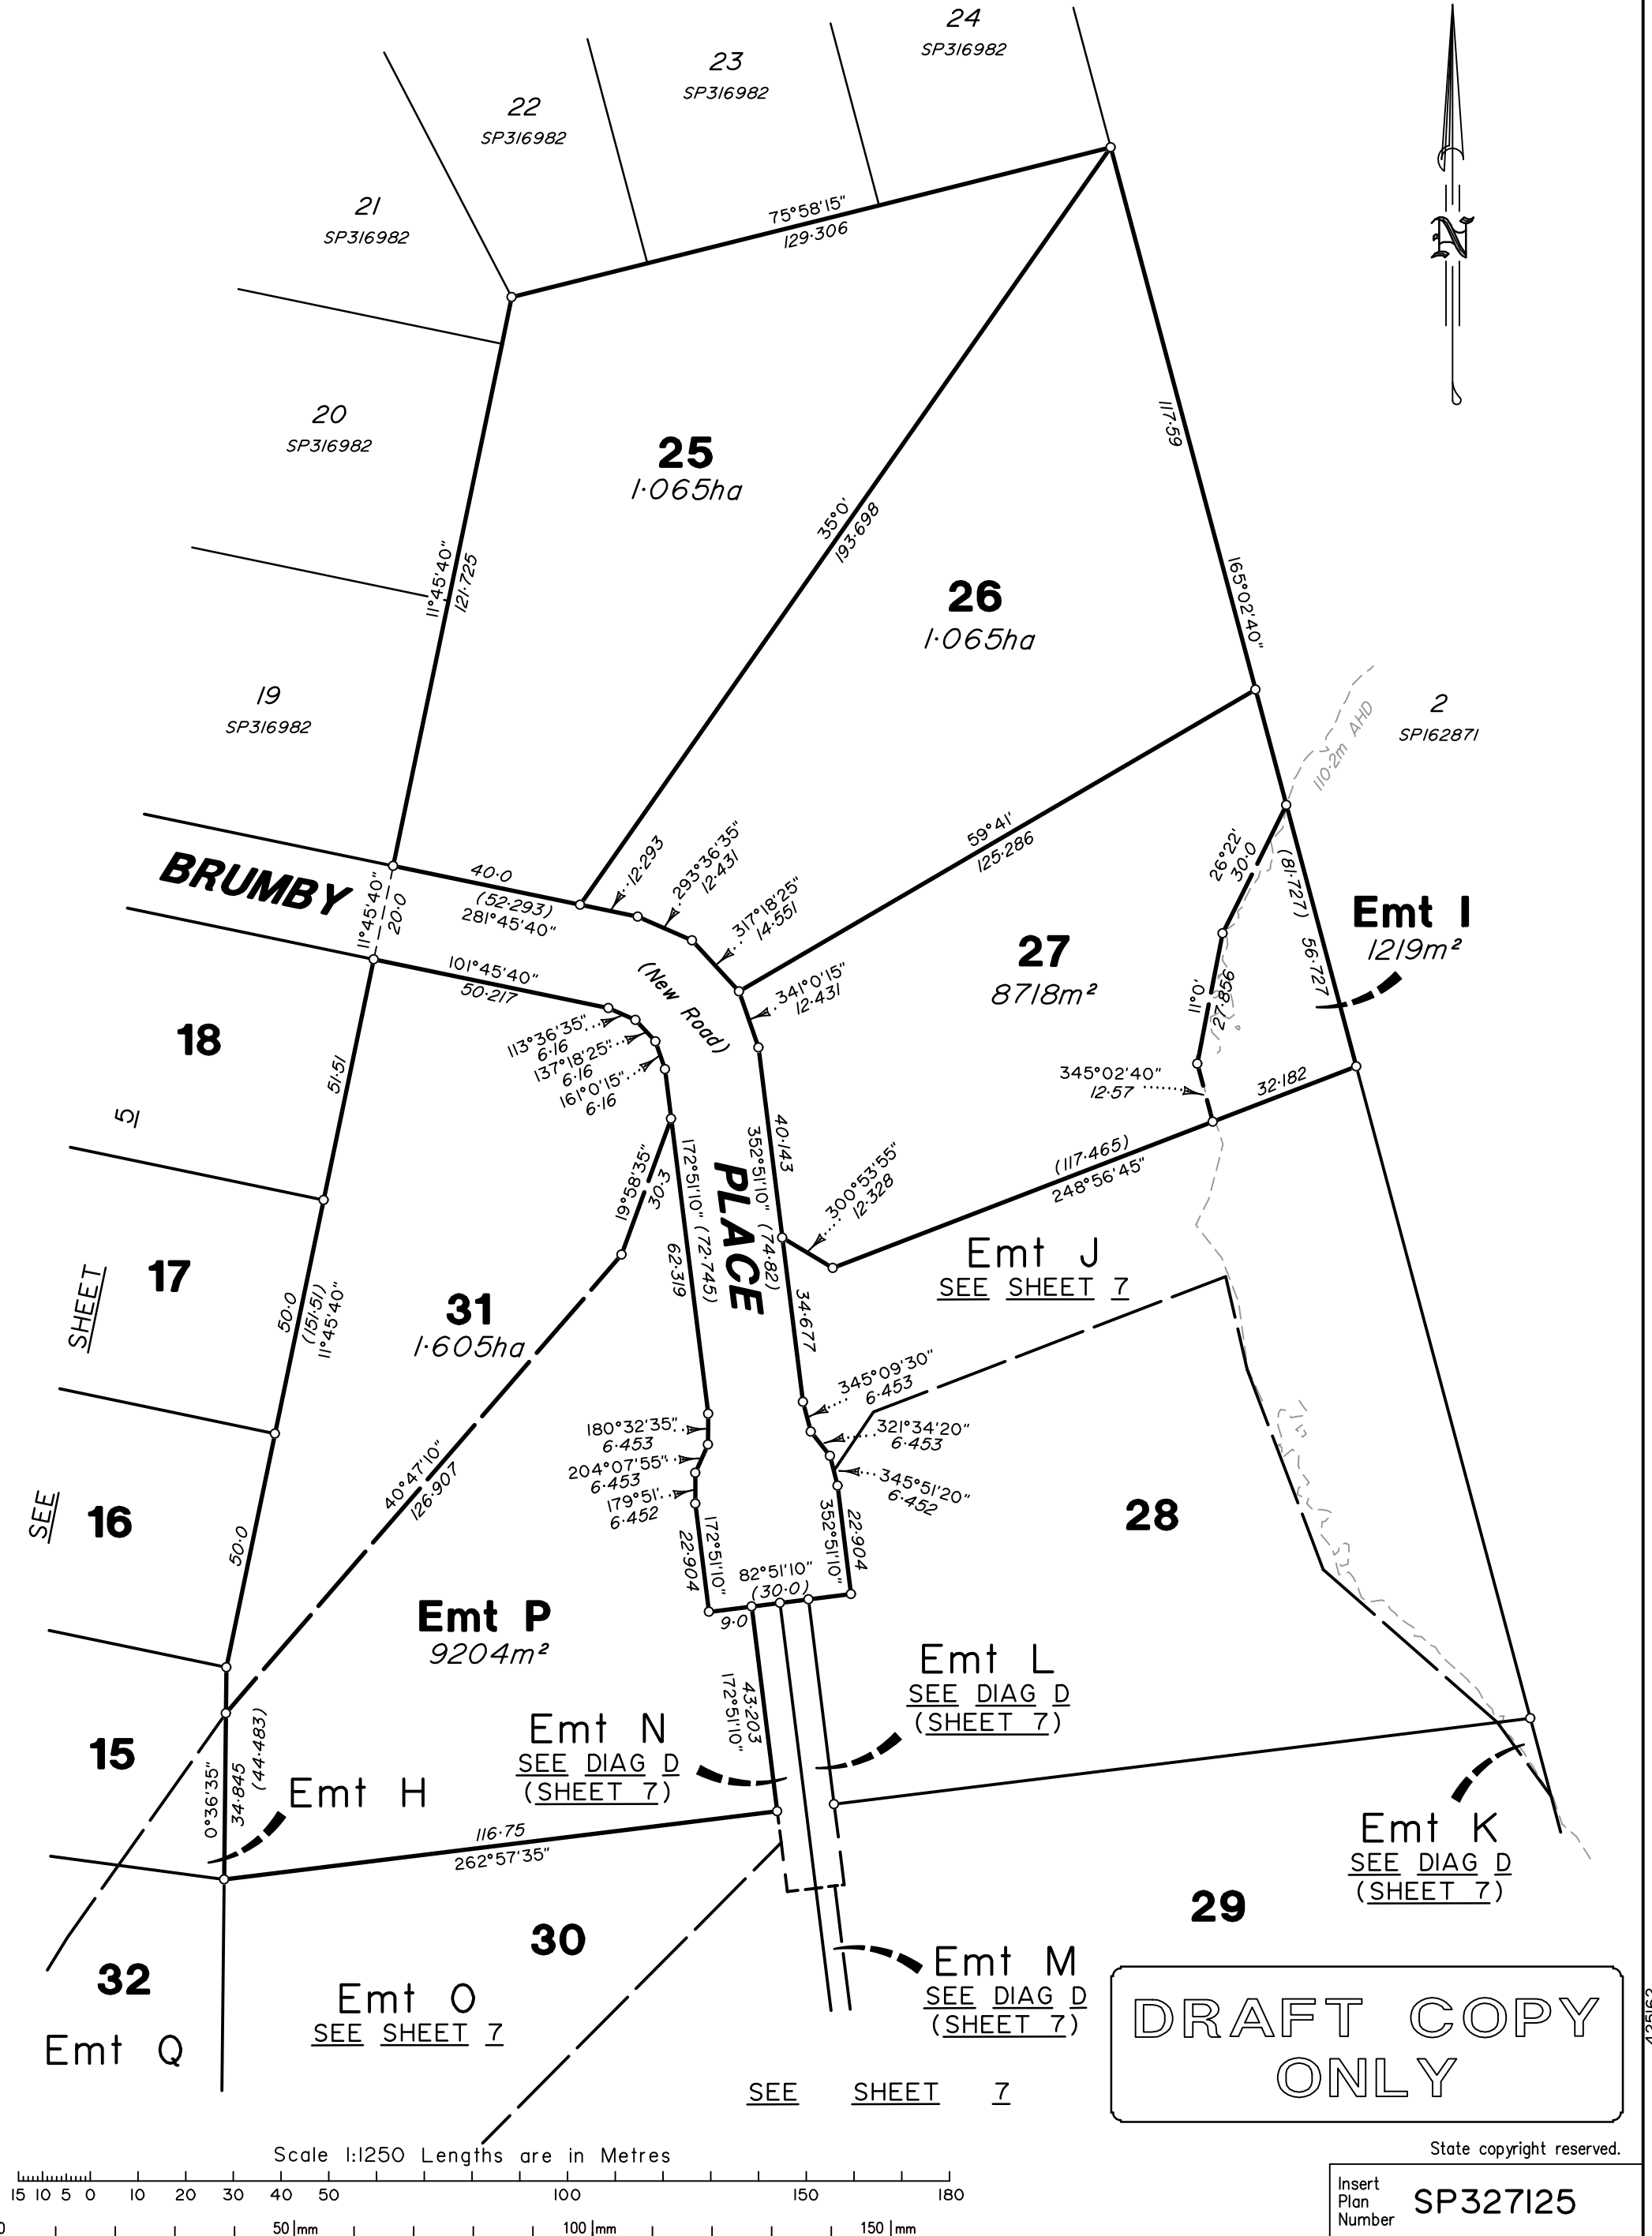 24
SP316982
23
SP316982
22
SP316982
21
SP316982
75°58'15"
129·306
N
20
SP316982
25
1·065ha
117·59
35°0'
193·698
11°45'40"
121·725
26
1·065ha
165°02'40"
19
SP316982
2
SP162871
110·2m AHD
59°41'
125·286
BRUMBY
11°45'40"
20·0
40·0
(52·293)
281°45'40"
12·293
293°36'35"
12·431
317°18'25"
14·551
26°22'
30·0
(81·727)
56·727
Emt I
1219m²
27
8718m²
341°0'15"
12·431
(New Road)
101°45'40"
50·217
11°0'
27·856
18
113°36'35"
6·16
137°18'25"
6·16
161°0'15"
6·16
51·51
5
345°02'40"
12·57
32·182
40·143
352°51'10"
(74·82)
172°51'10"
(72·745)
PLACE
(117·465)
248°56'45"
300°53'55"
12·328
19°58'35"
30·3
62·319
Emt J
SEE SHEET 7
17
SHEET
50·0
(151·51)
11°45'40"
31
1·605ha
34·677
345°09'30"
6·453
180°32'35"
6·453
204°07'55"
6·453
179°51'
6·452
321°34'20"
6·453
345°51'20"
6·452
40°47'10"
126·907
16
SEE
50·0
28
172°51'10"
22·904
352°51'10"
22·904
82°51'10"
(30·0)
9·0
Emt P
9204m²
43·203
172°51'10"
Emt L
SEE DIAG D
(SHEET 7)
Emt N
SEE DIAG D
(SHEET 7)
15
0°36'35"
34·845
(44·483)
Emt H
116·75
262°57'35"
Emt K
SEE DIAG D
(SHEET 7)
29
30
32
Emt M
SEE DIAG D
(SHEET 7)
Emt O
SEE SHEET 7
Emt Q
DRAFT COPY
ONLY
SEE SHEET 7
Scale 1:1250 Lengths are in Metres
State copyright reserved.
15 10 5 0 10 20 30 40 50 100 150 180
0 50 mm 100 mm 150 mm
Insert
Plan
Number
SP327125